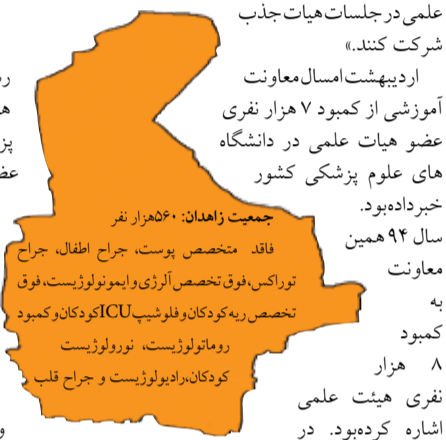 علمی در جلسات هیات جذب
شرکت کنند.»
اردیبهشت امسال معاونت
آموزشی از کمبود ۷ هزار نفری
عضو هیات علمی در دانشگاه
های علوم پزشکی کشور
خبرداده‌بود.
سال ۹۴ همین
معاونت
به
کمبود
۸ هزار
نفری هیئت علمی
اشاره کرده‌بود. در
جمعیت زاهدان: ۵۶۰هزار نفر
فاقد متخصص پوست، جراح اطفال، جراح
توراکس، فوق تخصص آلرژی و ایمونولوژیست، فوق
تخصص ریه کودکان و فلوشیپ ICU کودکان و کمبود
روماتولوژیست، نورولوژیست
کودکان، رادیولوژیست و جراح قلب